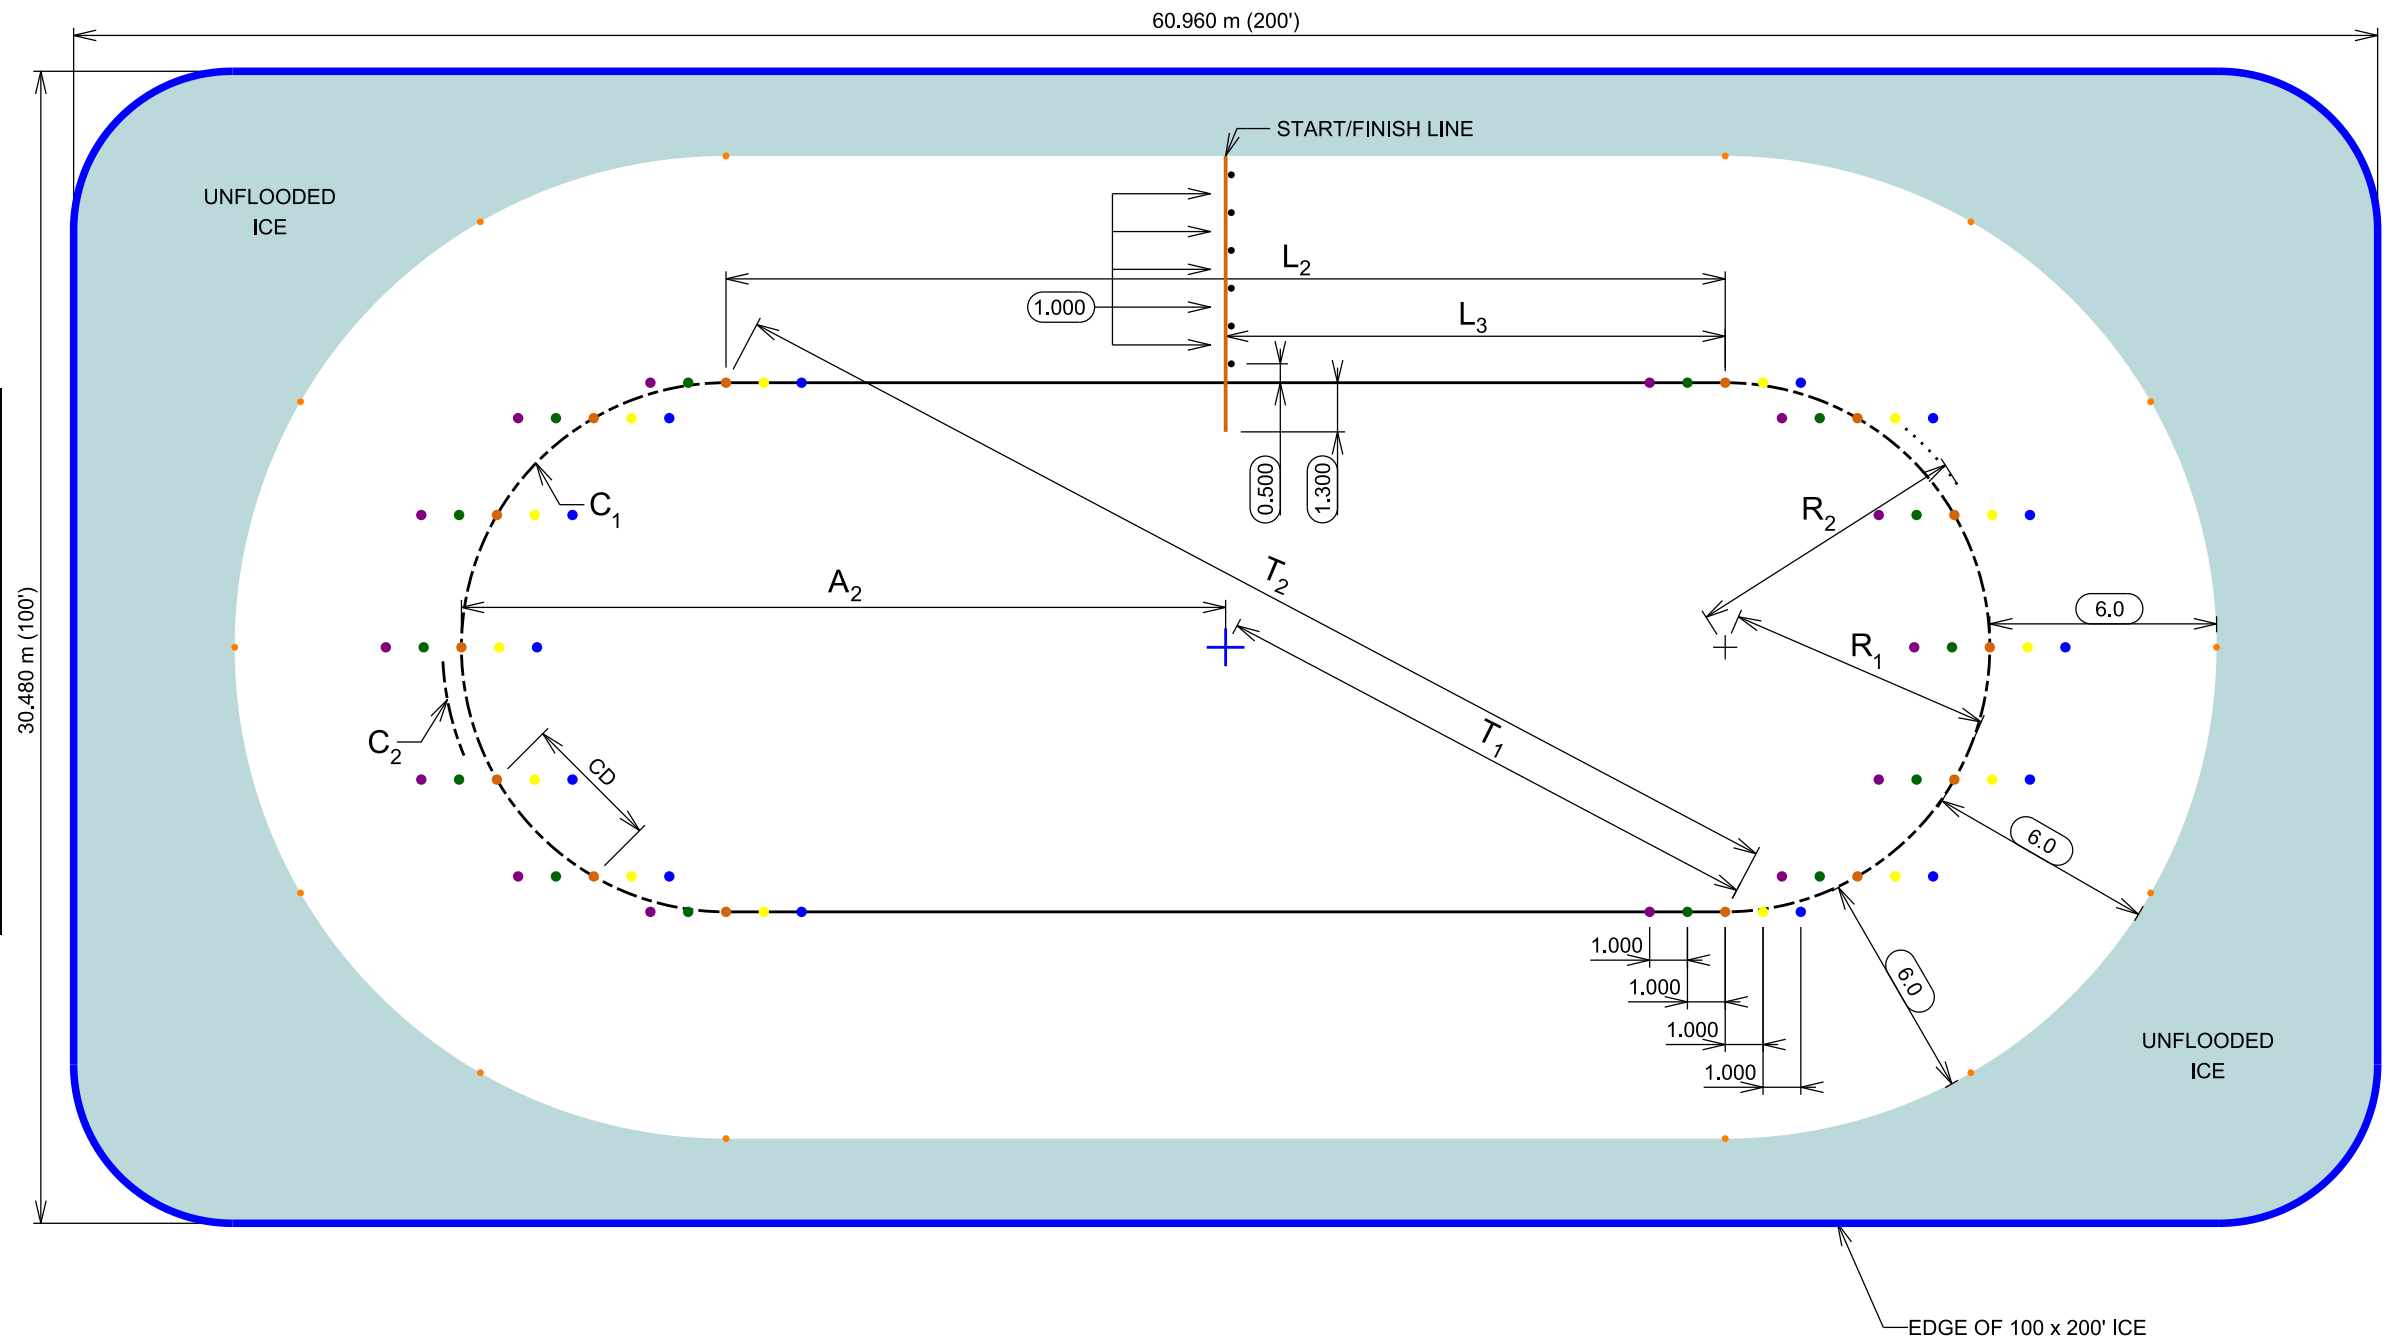 60.960 m (200')
START/FINISH LINE
UNFLOODED
ICE
L2
1.000
L3
0.500
1.300
C1
R2
T2
A2
6.0
30.480 m (100')
R1
T1
C2
CD
6.0
6.0
1.000
1.000
1.000
1.000
UNFLOODED
ICE
EDGE OF 100 x 200' ICE